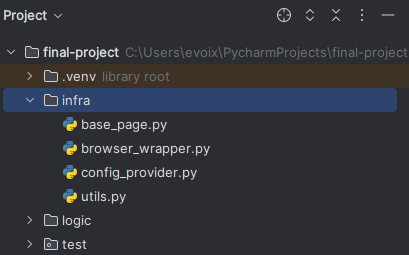 Project
final-project C:\Users\evoix\PycharmProjects\final-project
.venv library root
infra
base_page.py
browser_wrapper.py
config_provider.py
utils.py
logic
test